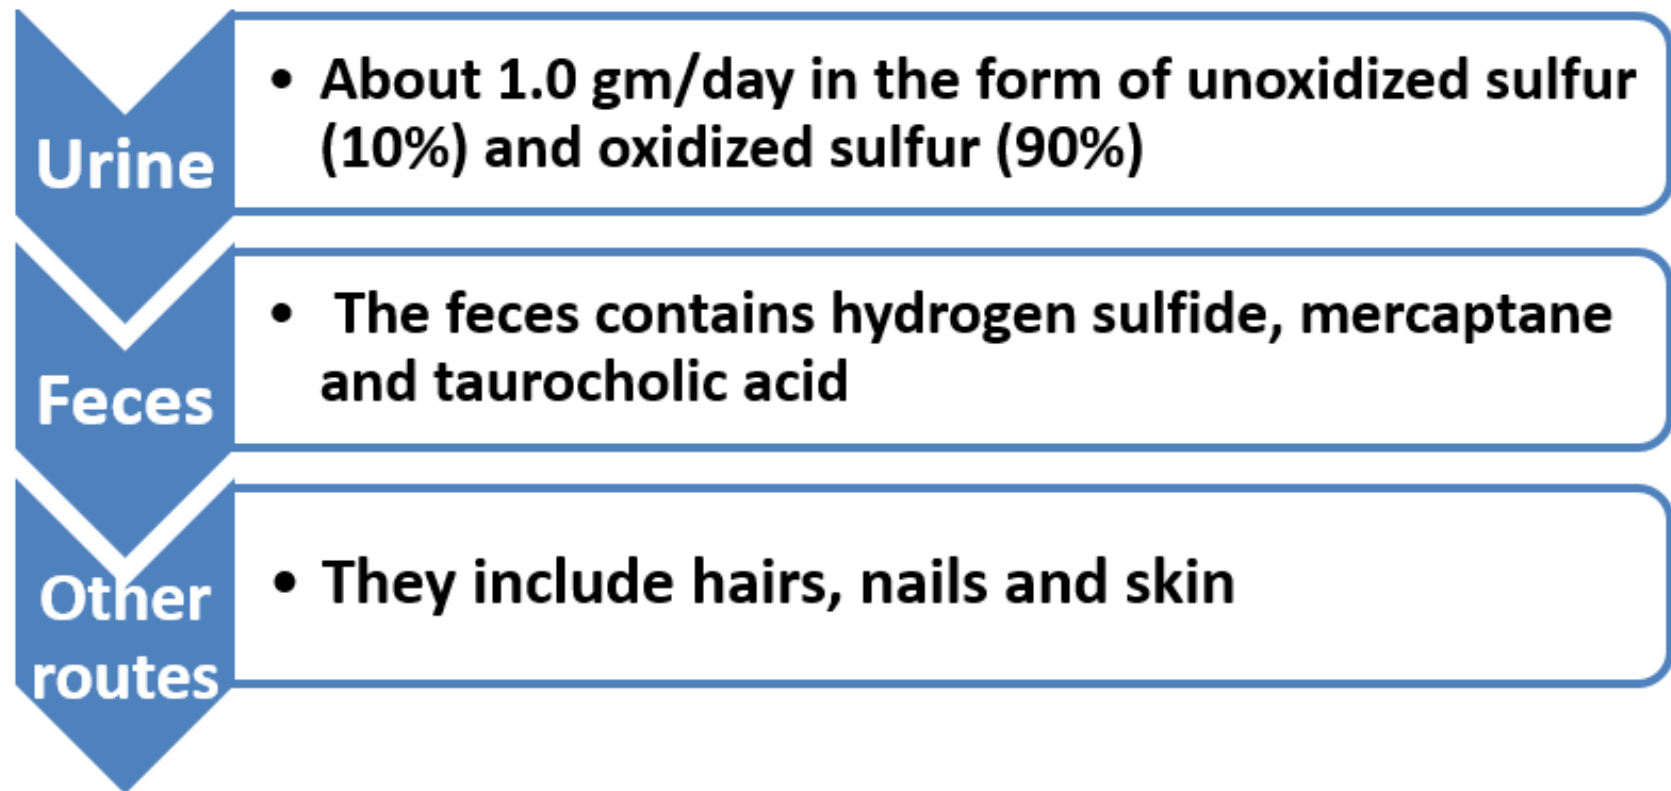 Urine
• About 1.0 gm/day in the form of unoxidized sulfur
(10%) and oxidized sulfur (90%)
Feces
• The feces contains hydrogen sulfide, mercaptane
and taurocholic acid
Other
routes
• They include hairs, nails and skin